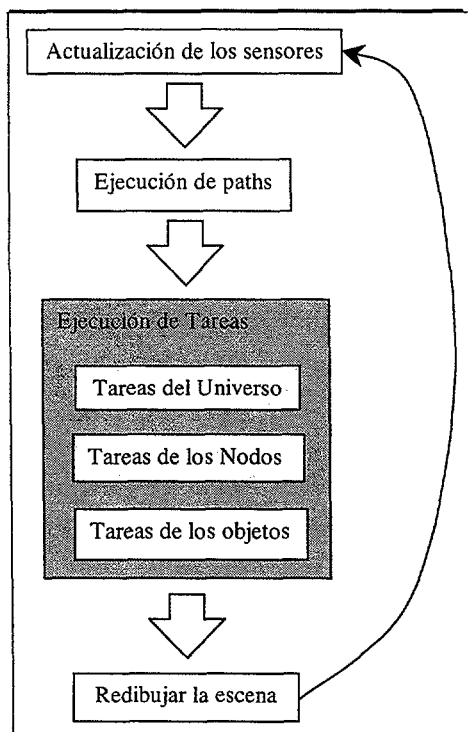 Actualización de los sensores
Ejecución de paths
Ejecución de Tareas
Tareas del Universo
Tareas de los Nodos
Tareas de los objetos
Redibujar la escena